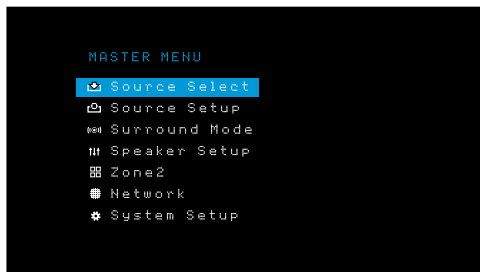 MASTER MENU
Source Select
Source Setup
Surround Mode
Speaker Setup
Zone2
Network
System Setup